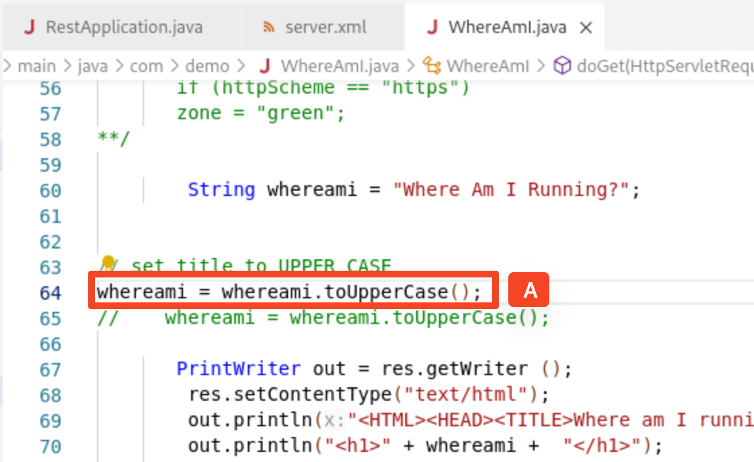 RestApplication.java server.xml WhereAmI.java
main > java > com > demo > WhereAmI.java > WhereAmI > doGet(HttpServletRequ
56 if (httpScheme == "https")
57 zone = "green";
58 **/
59
60 String whereami = "Where Am I Running?";
61
62
63 // set title to UPPER CASE
64 whereami = whereami.toUpperCase(); A
65 // whereami = whereami.toUpperCase();
66
67 PrintWriter out = res.getWriter ();
68 res.setContentType("text/html");
69 out.println(x:"<HTML><HEAD><TITLE>Where am I runni
70 out.println("<h1>" + whereami + "</h1>");